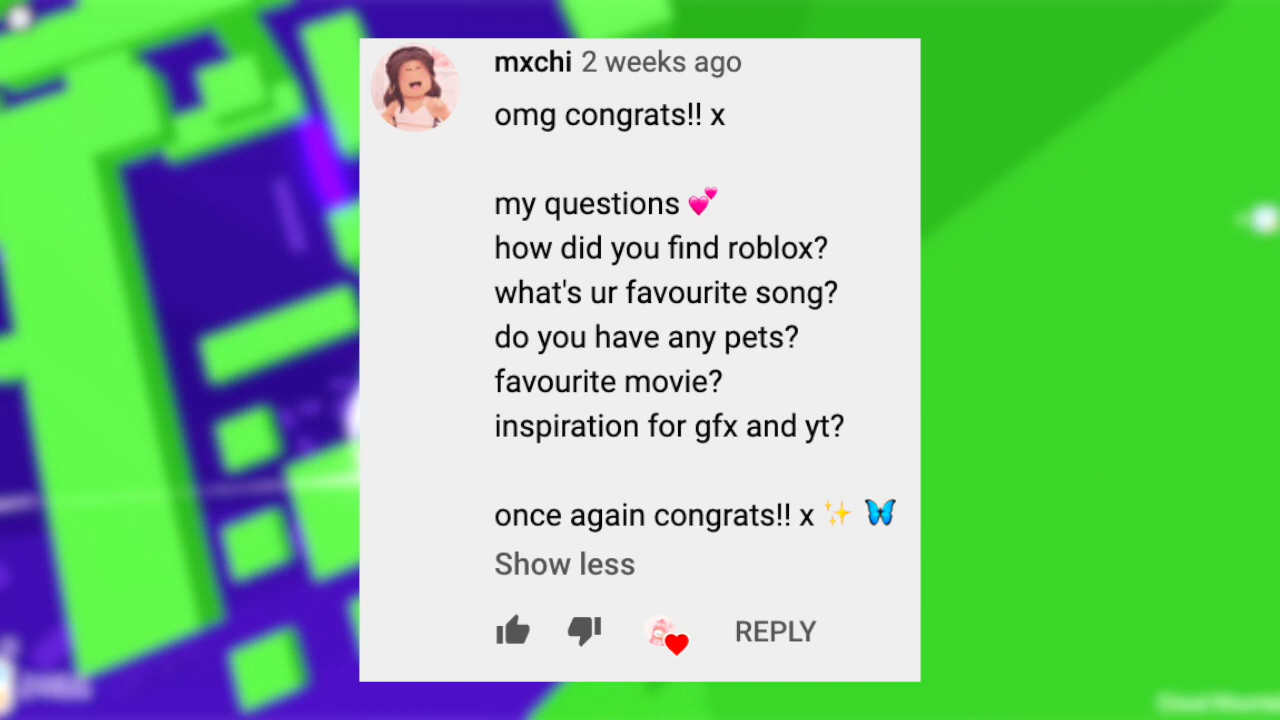 mxchi 2 weeks ago
omg congrats!! x
my questions 💕
how did you find roblox?
what's ur favourite song?
do you have any pets?
favourite movie?
inspiration for gfx and yt?
once again congrats!! x ✨ 🦋
Show less
REPLY